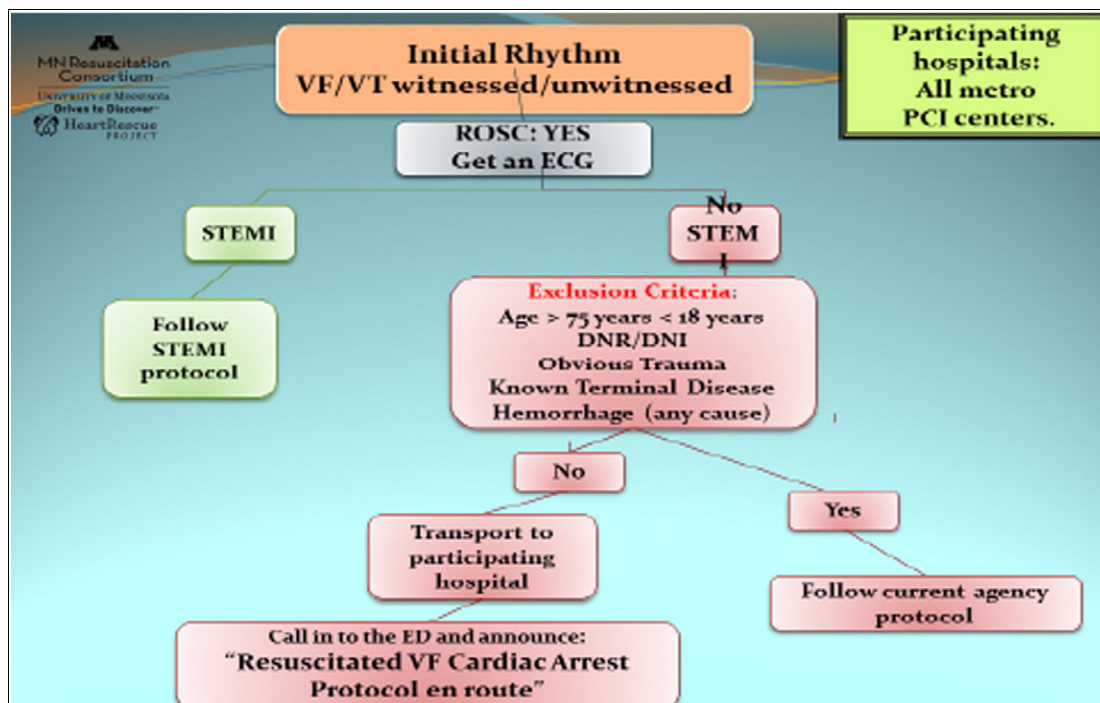 MN Resuscitation
Consortium
UNIVERSITY OF MINNESOTA
Driven to Discover
HeartRescue
PROJECT
Initial Rhythm
VF/VT witnessed/unwitnessed
Participating
hospitals:
All metro
PCI centers.
ROSC: YES
Get an ECG
STEMI
No
STEM
I
Follow
STEMI
protocol
Exclusion Criteria:
Age > 75 years < 18 years
DNR/DNI
Obvious Trauma
Known Terminal Disease
Hemorrhage (any cause)
No
Yes
Transport to
participating
hospital
Follow current agency
protocol
Call in to the ED and announce:
“Resuscitated VF Cardiac Arrest
Protocol en route”